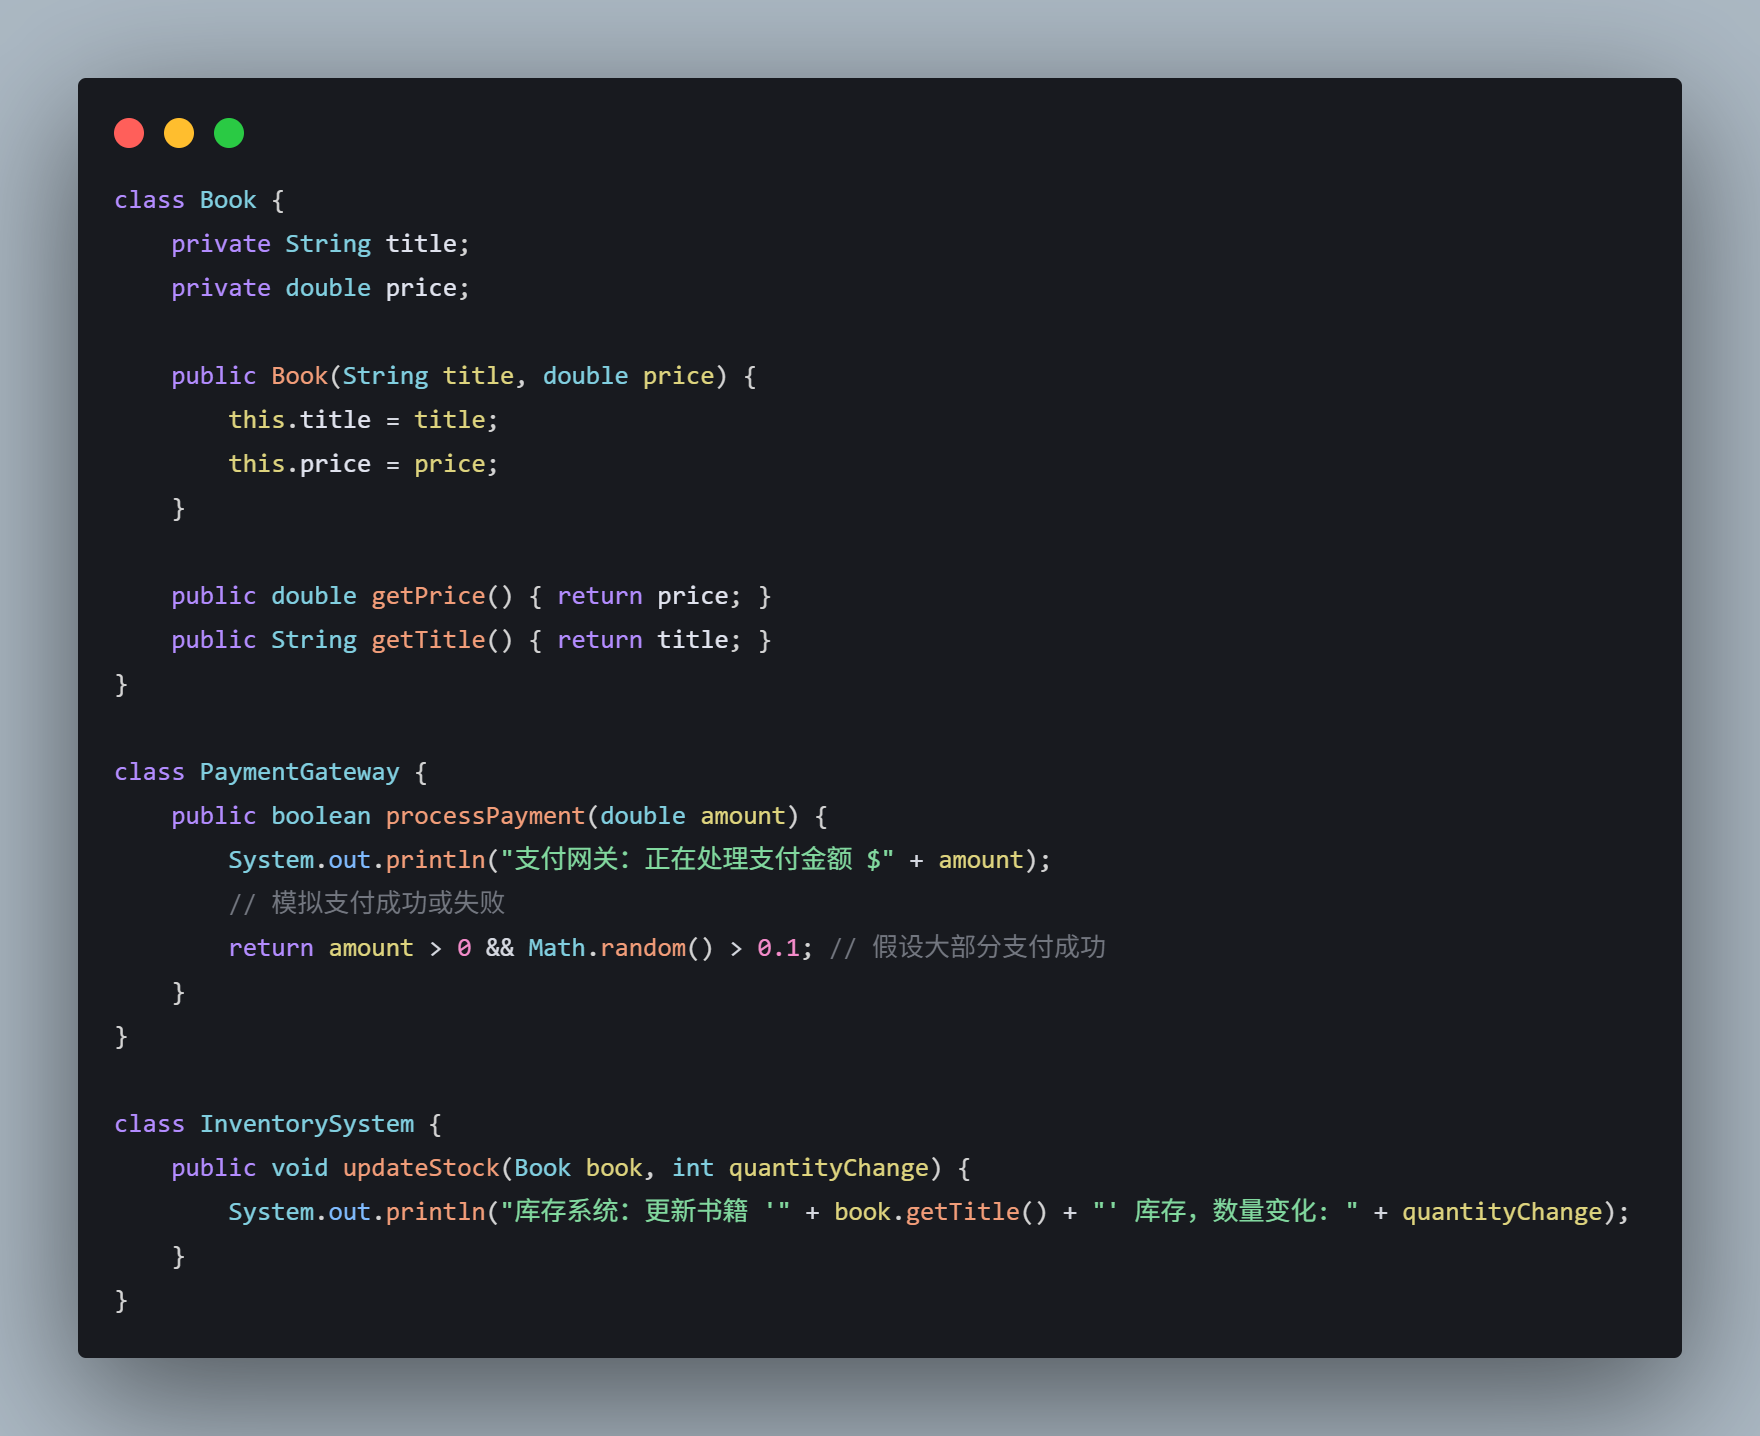 class Book {
    private String title;
    private double price;

    public Book(String title, double price) {
        this.title = title;
        this.price = price;
    }

    public double getPrice() { return price; }
    public String getTitle() { return title; }
}

class PaymentGateway {
    public boolean processPayment(double amount) {
        System.out.println("支付网关：正在处理支付金额 $" + amount);
        // 模拟支付成功或失败
        return amount > 0 && Math.random() > 0.1; // 假设大部分支付成功
    }
}

class InventorySystem {
    public void updateStock(Book book, int quantityChange) {
        System.out.println("库存系统：更新书籍 '" + book.getTitle() + "' 库存，数量变化: " + quantityChange);
    }
}